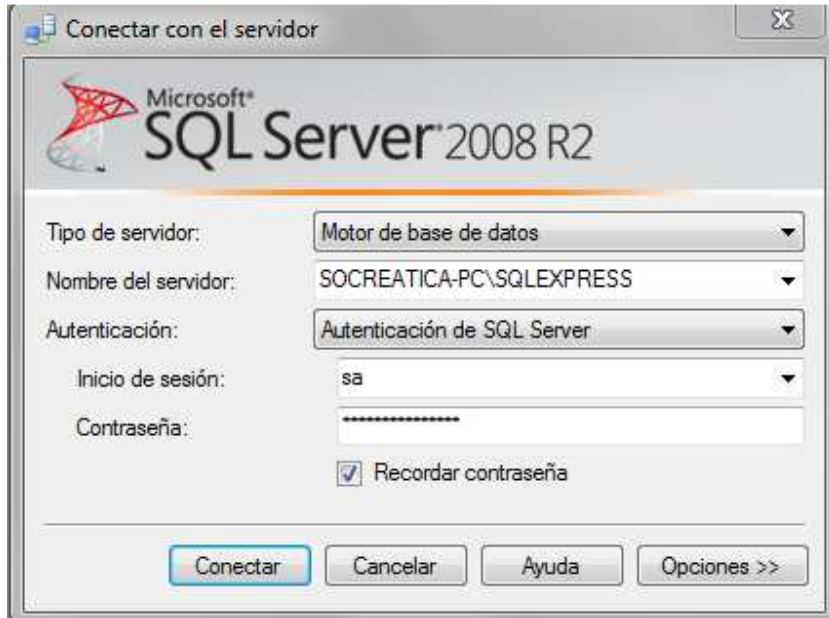 Conectar con el servidor
Microsoft®
SQL Server® 2008 R2
Tipo de servidor: Motor de base de datos
Nombre del servidor: SOCREATICA-PC\SQLEXPRESS
Autenticación: Autenticación de SQL Server
Inicio de sesión: sa
Contraseña: ***************
Recordar contraseña
Conectar Cancelar Ayuda Opciones >>